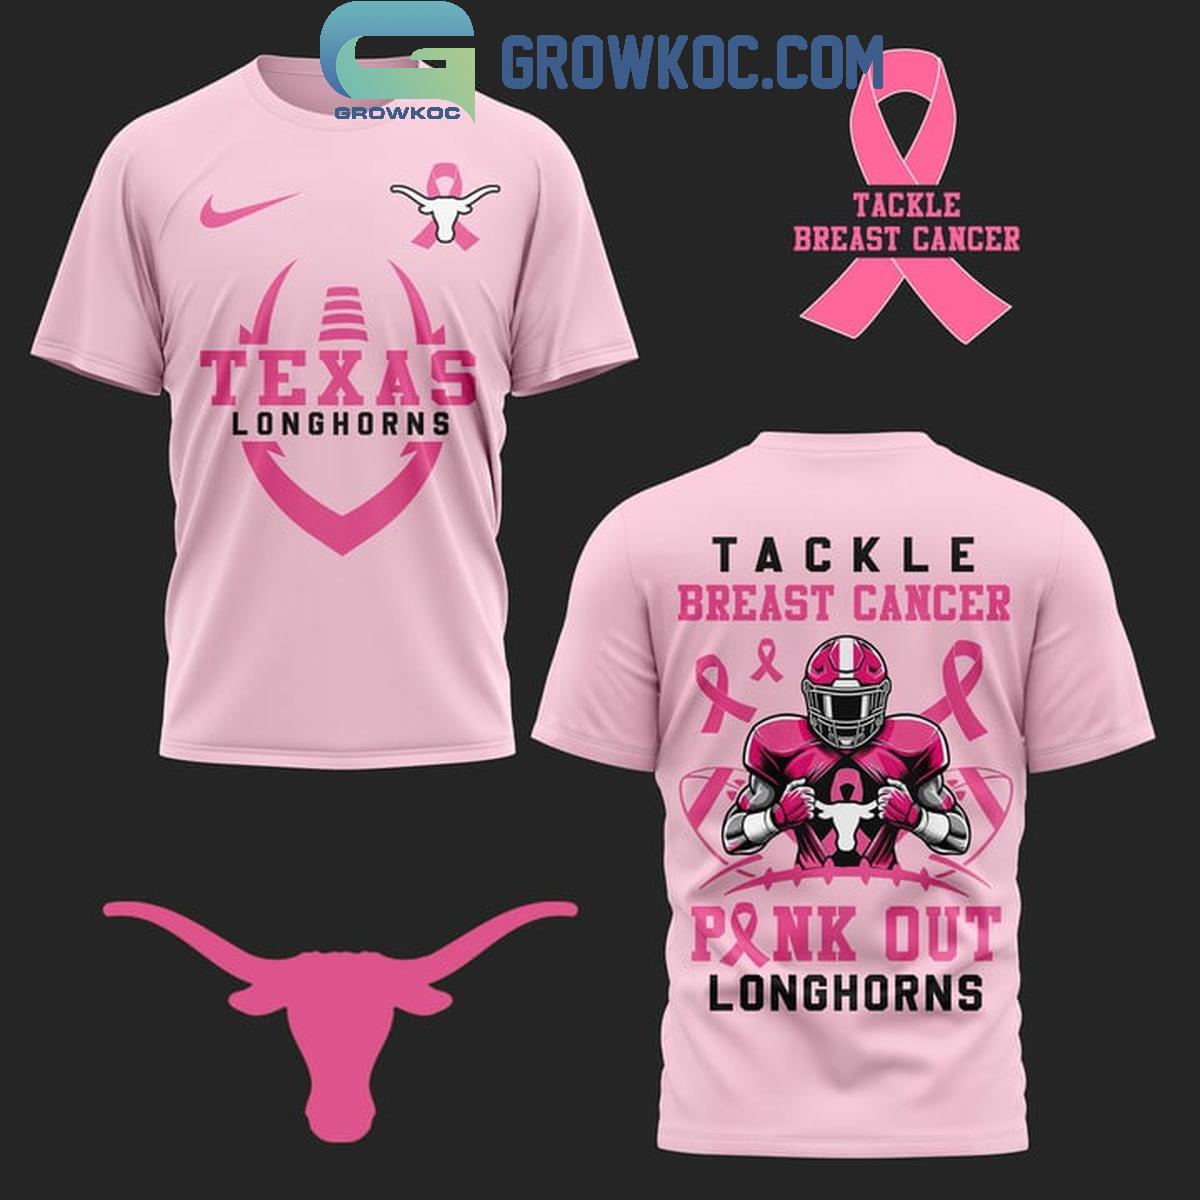 GROWKOC
GROWKOC.COM
TACKLE
BREAST CANCER
TEXAS
LONGHORNS
TACKLE
BREAST CANCER
PINK OUT
LONGHORNS